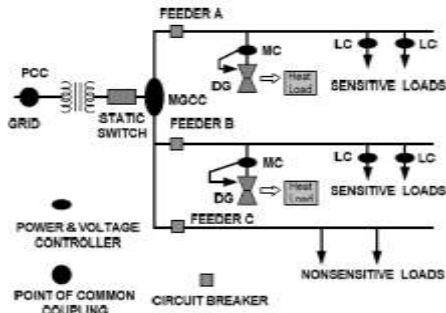 FEEDER A
MC
LC
LC
PCC
DG
Heat
Load
SENSITIVE LOADS
GRID
STATIC
SWITCH
MGCC
FEEDER B
MC
LC
LC
DG
Heat
Load
SENSITIVE LOADS
POWER & VOLTAGE
CONTROLLER
FEEDER C
NONSENSITIVE LOADS
POINT OF COMMON
COUPLING
CIRCUIT BREAKER